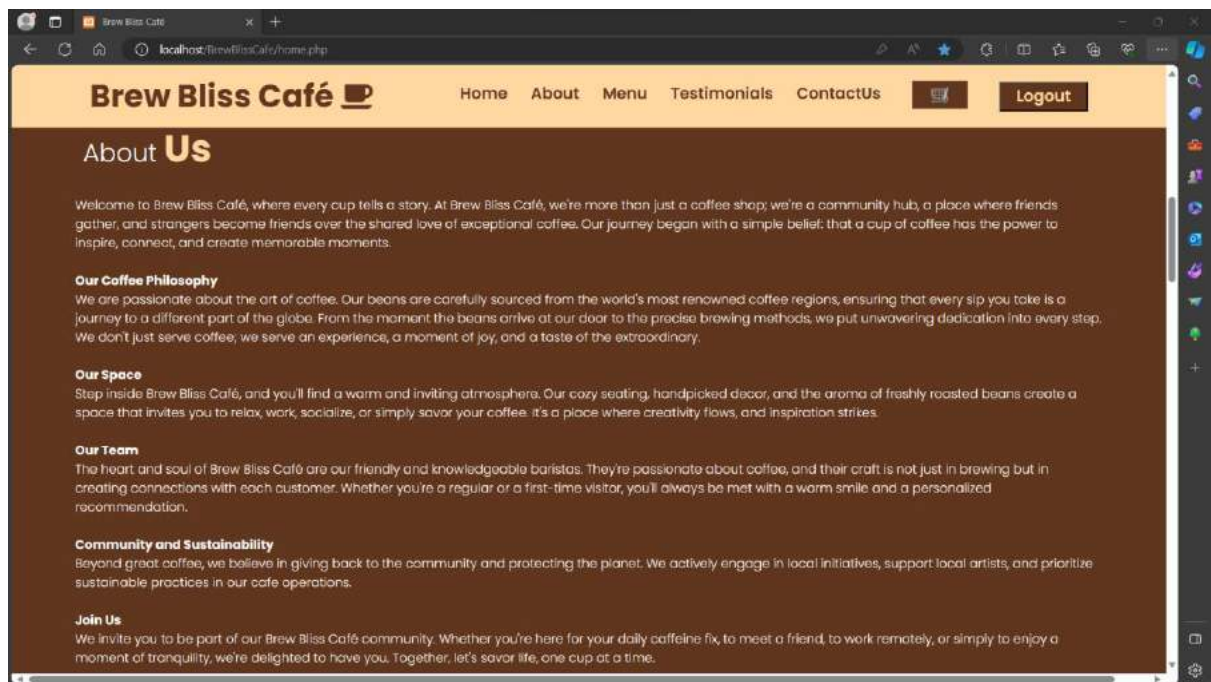 Brew Bliss Café
localhost/BrewBlissCafe/home.php
Brew Bliss Café
Home About Menu Testimonials ContactUs Logout
About Us
Welcome to Brew Bliss Café, where every cup tells a story. At Brew Bliss Café, we're more than just a coffee shop; we're a community hub, a place where friends
gather, and strangers become friends over the shared love of exceptional coffee. Our journey began with a simple belief: that a cup of coffee has the power to
inspire, connect, and create memorable moments.
Our Coffee Philosophy
We are passionate about the art of coffee. Our beans are carefully sourced from the world's most renowned coffee regions, ensuring that every sip you take is a
journey to a different part of the globe. From the moment the beans arrive at our door to the precise brewing methods, we put unwavering dedication into every step.
We don't just serve coffee; we serve an experience, a moment of joy, and a taste of the extraordinary.
Our Space
Step inside Brew Bliss Café, and you'll find a warm and inviting atmosphere. Our cozy seating, handpicked decor, and the aroma of freshly roasted beans create a
space that invites you to relax, work, socialize, or simply savor your coffee. It's a place where creativity flows, and inspiration strikes.
Our Team
The heart and soul of Brew Bliss Café are our friendly and knowledgeable baristas. They're passionate about coffee, and their craft is not just in brewing but in
creating connections with each customer. Whether you're a regular or a first-time visitor, you'll always be met with a warm smile and a personalized
recommendation.
Community and Sustainability
Beyond great coffee, we believe in giving back to the community and protecting the planet. We actively engage in local initiatives, support local artists, and prioritize
sustainable practices in our cafe operations.
Join Us
We invite you to be part of our Brew Bliss Café community. Whether you're here for your daily caffeine fix, to meet a friend, to work remotely, or simply to enjoy a
moment of tranquility, we're delighted to have you. Together, let's savor life, one cup at a time.